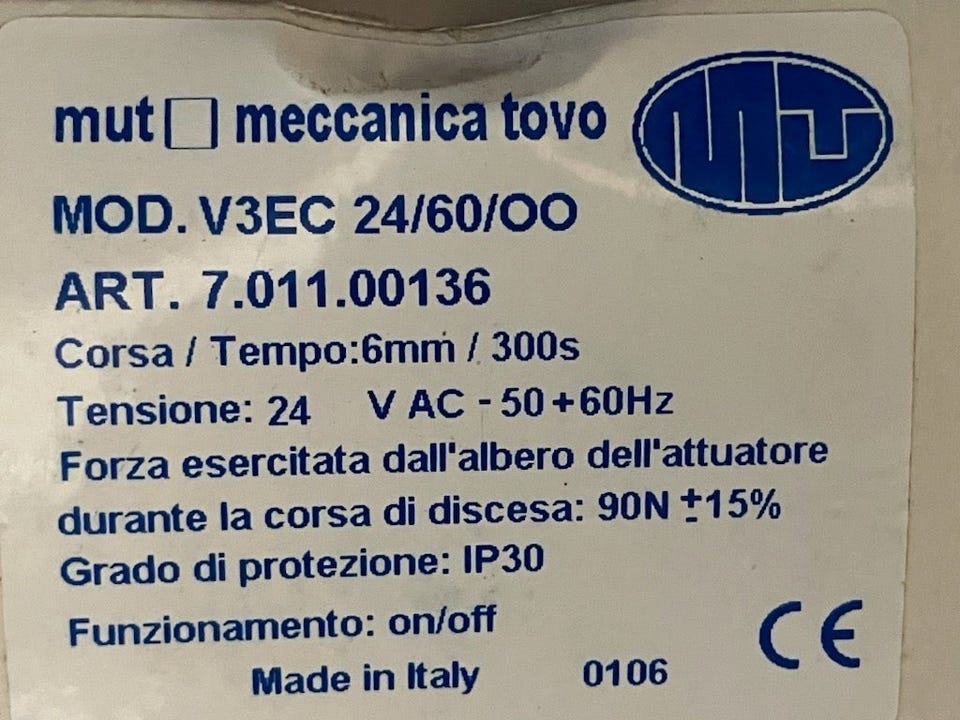 mut□ meccanica tovo
MUT
MOD. V3EC 24/60/OO
ART. 7.011.00136
Corsa / Tempo:6mm / 300s
Tensione: 24 V AC - 50+60Hz
Forza esercitata dall'albero dell'attuatore
durante la corsa di discesa: 90N ±15%
Grado di protezione: IP30
Funzionamento: on/off
CE
Made in Italy 0106